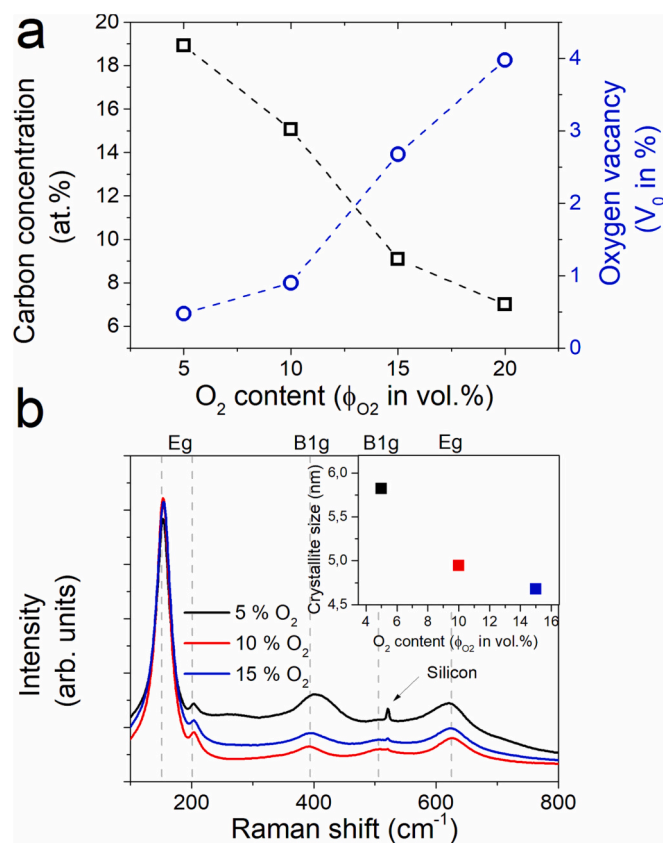 a
20
18
16
14
12
10
8
6
Carbon concentration
(at.%)
4
3
2
1
0
Oxygen vacancy
(V0 in %)
5 10 15 20
O2 content (ϕO2 in vol.%)
b
Eg B1g B1g Eg
Intensity
(arb. units)
5 % O2
10 % O2
15 % O2
Silicon
Crystallite size (nm)
6,0
5,5
5,0
4,5
4 6 8 10 12 14 16
O2 content (ϕO2 in vol.%)
200 400 600 800
Raman shift (cm-1)